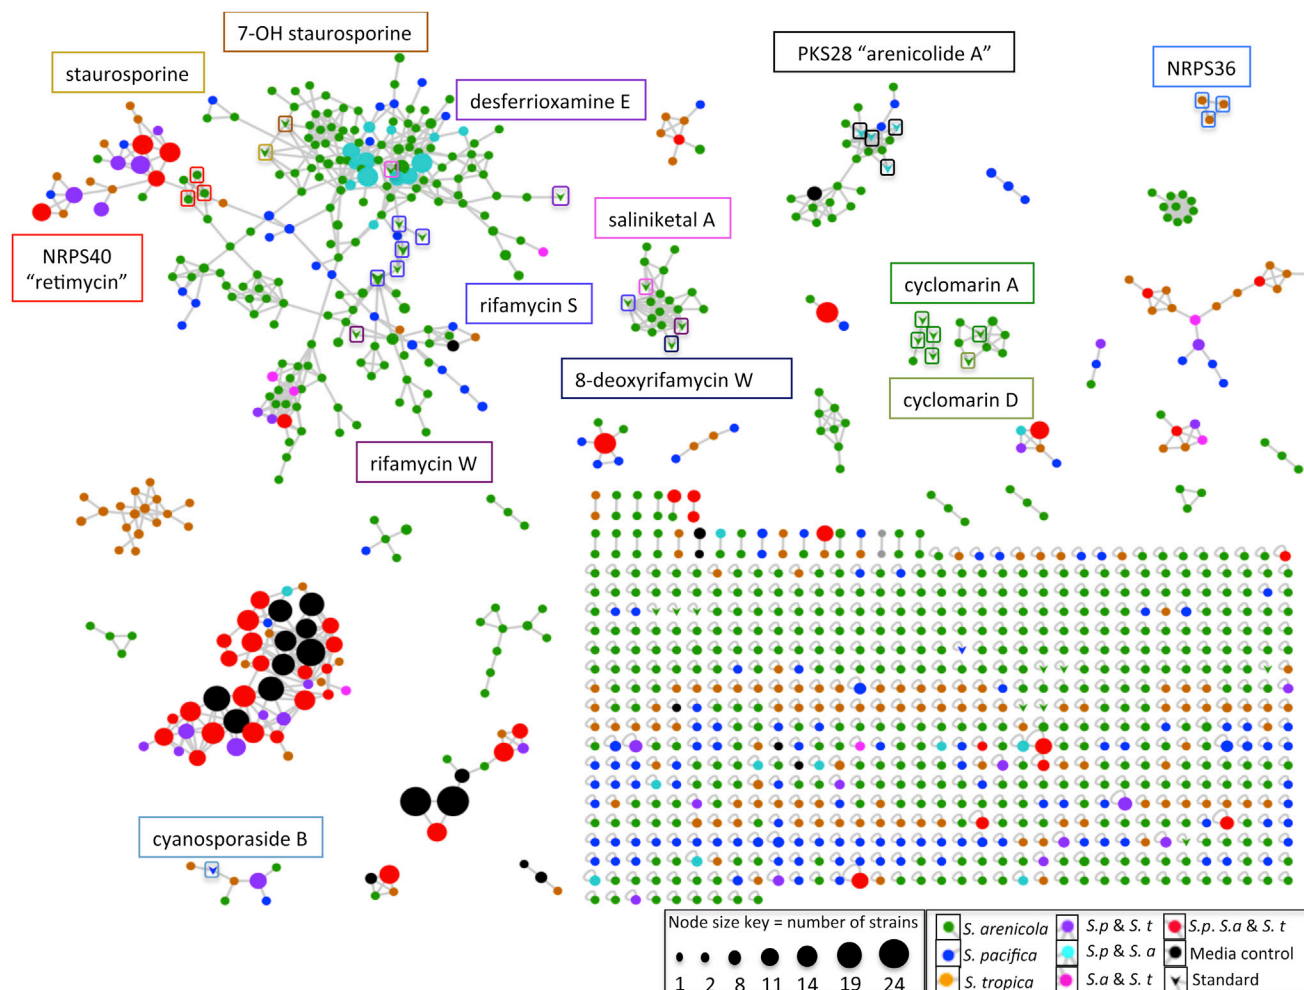 7-OH staurosporine
staurosporine
desferrioxamine E
PKS28 “arenicolide A”
NRPS36
saliniketal A
NRPS40
“retimycin”
cyclomarin A
rifamycin S
8-deoxyrifamycin W
cyclomarin D
rifamycin W
cyanosporaside B
Node size key = number of strains
1 2 8 11 14 19 24
S. arenicola
S.p & S. t
S.p. S.a & S. t
S. pacifica
S.p & S. a
Media control
S. tropica
S.a & S. t
Standard